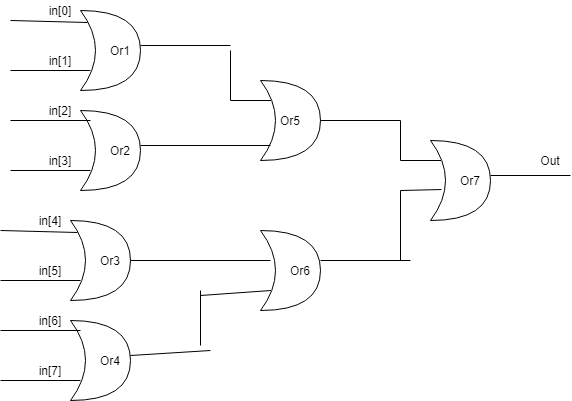 in[0]
Or1
in[1]
in[2]
Or2
in[3]
Or5
Or7
Out
in[4]
Or3
in[5]
Or6
in[6]
Or4
in[7]